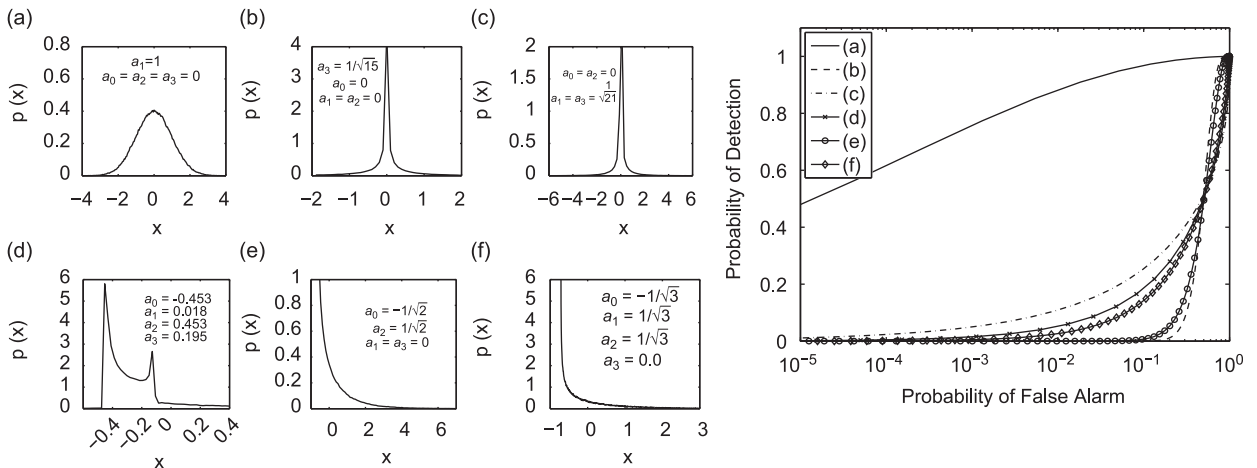 (a)
0.8
0.6
0.4
0.2
0
p (x)
a₁=1
a₀ = a₂ = a₃ = 0
−4 −2 0 2 4
x
(b)
4
3
2
1
0
p (x)
a₃ = 1/√15
a₀ = 0
a₁ = a₂ = 0
−2 −1 0 1 2
x
(c)
2
1.5
1
0.5
0
p (x)
a₀ = a₂ = 0
1
a₁ = a₃ = √21
−6 −4 −2 0 2 4 6
x
(d)
6
5
4
3
2
1
0
p (x)
a₀ = -0.453
a₁ = 0.018
a₂ = 0.453
a₃ = 0.195
−0.4 −0.2 0 0.2 0.4
x
(e)
1
0.8
0.6
0.4
0.2
0
p (x)
a₀ = −1/√2
a₂ = 1/√2
a₁ = a₃ = 0
0 2 4 6
x
(f)
6
5
4
3
2
1
0
p (x)
a₀ = −1/√3
a₁ = 1/√3
a₂ = 1/√3
a₃ = 0.0
−1 0 1 2 3
x
1
0.8
0.6
0.4
0.2
0
Probability of Detection
(a)
(b)
(c)
(d)
(e)
(f)
10⁻⁵ 10⁻⁴ 10⁻³ 10⁻² 10⁻¹ 10⁰
Probability of False Alarm